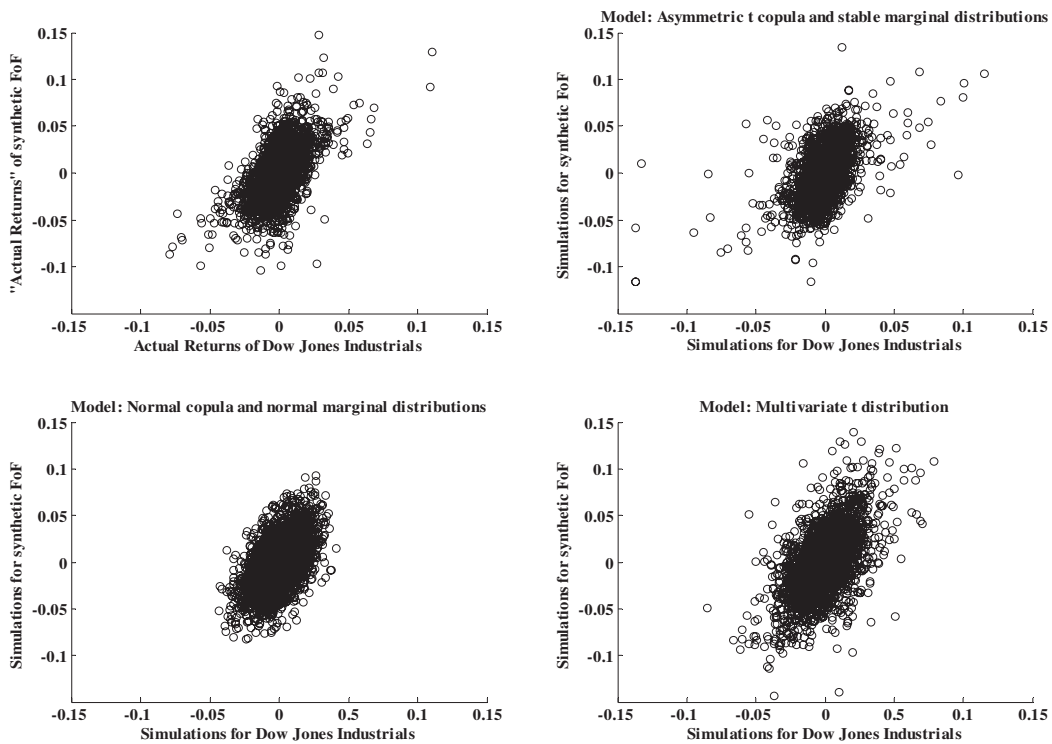 0.15
0.1
0.05
0
-0.05
-0.1
-0.15 -0.1 -0.05 0 0.05 0.1 0.15
Actual Returns of Dow Jones Industrials
"Actual Returns" of synthetic FoF
Model: Asymmetric t copula and stable marginal distributions
0.15
0.1
0.05
0
-0.05
-0.1
-0.15 -0.1 -0.05 0 0.05 0.1 0.15
Simulations for Dow Jones Industrials
Simulations for synthetic FoF
Model: Normal copula and normal marginal distributions
0.15
0.1
0.05
0
-0.05
-0.1
-0.15 -0.1 -0.05 0 0.05 0.1 0.15
Simulations for Dow Jones Industrials
Simulations for synthetic FoF
Model: Multivariate t distribution
0.15
0.1
0.05
0
-0.05
-0.1
-0.15 -0.1 -0.05 0 0.05 0.1 0.15
Simulations for Dow Jones Industrials
Simulations for synthetic FoF